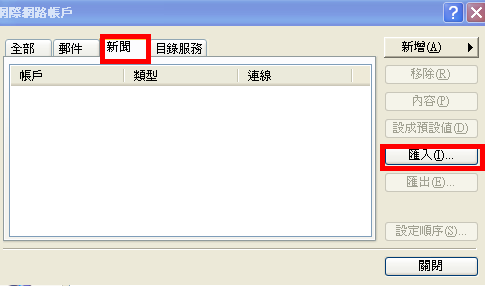 網際網路帳戶
全部 郵件 新聞 目錄服務
帳戶 類型 連線
新增(A)
移除(R)
內容(P)
設成預設值(D)
匯入(I)...
匯出(E)...
設定順序(S)...
關閉